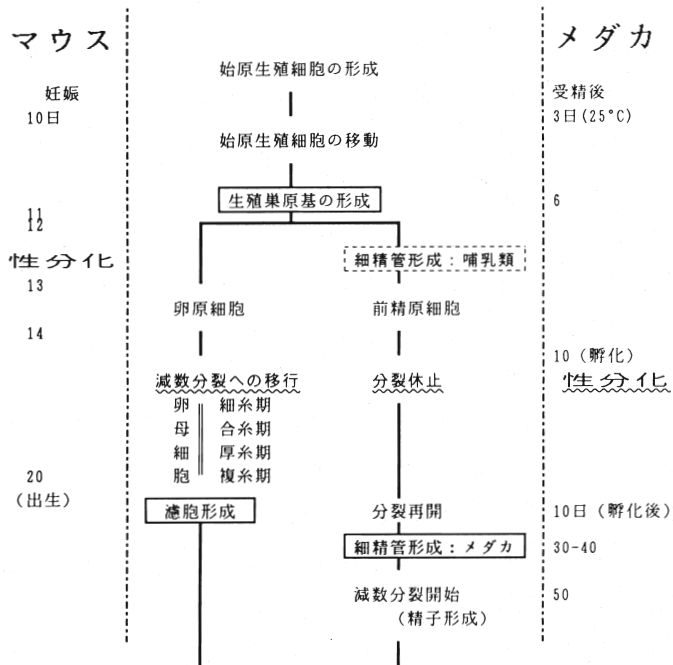 マウス
メダカ
始原生殖細胞の形成
妊娠
受精後
10日
3日(25°C)
始原生殖細胞の移動
生殖巣原基の形成
6
11
12
性分化
細精管形成：哺乳類
13
卵原細胞
前精原細胞
14
10（孵化）
減数分裂への移行
分裂休止
性分化
卵 細糸期
母 合糸期
細 厚糸期
胞 複糸期
20
（出生）
濾胞形成
分裂再開
10日（孵化後）
細精管形成：メダカ
30-40
減数分裂開始
50
（精子形成）